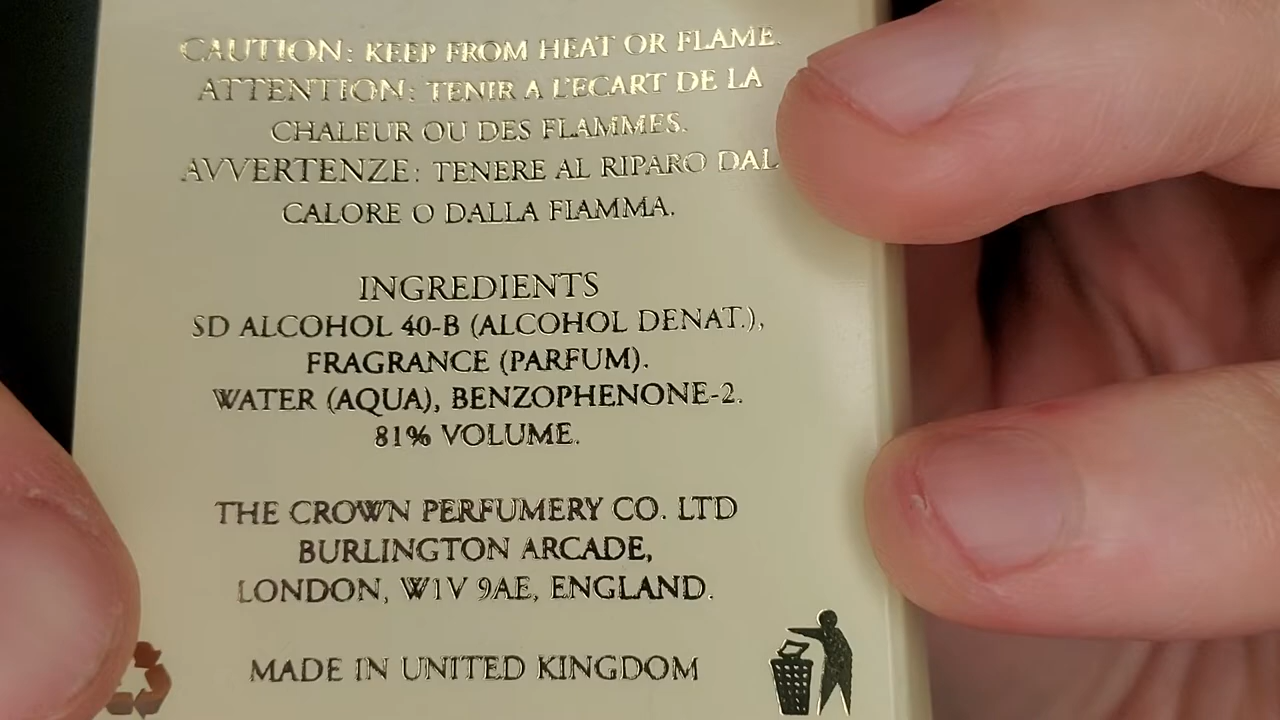 CAUTION: KEEP FROM HEAT OR FLAME.
ATTENTION: TENIR A L'ECART DE LA
CHALEUR OU DES FLAMMES.
AVVERTENZE: TENERE AL RIPARO DAL
CALORE O DALLA FIAMMA.
INGREDIENTS
SD ALCOHOL 40-B (ALCOHOL DENAT.),
FRAGRANCE (PARFUM).
WATER (AQUA), BENZOPHENONE-2.
81% VOLUME.
THE CROWN PERFUMERY CO. LTD
BURLINGTON ARCADE,
LONDON, W1V 9AE, ENGLAND.
MADE IN UNITED KINGDOM